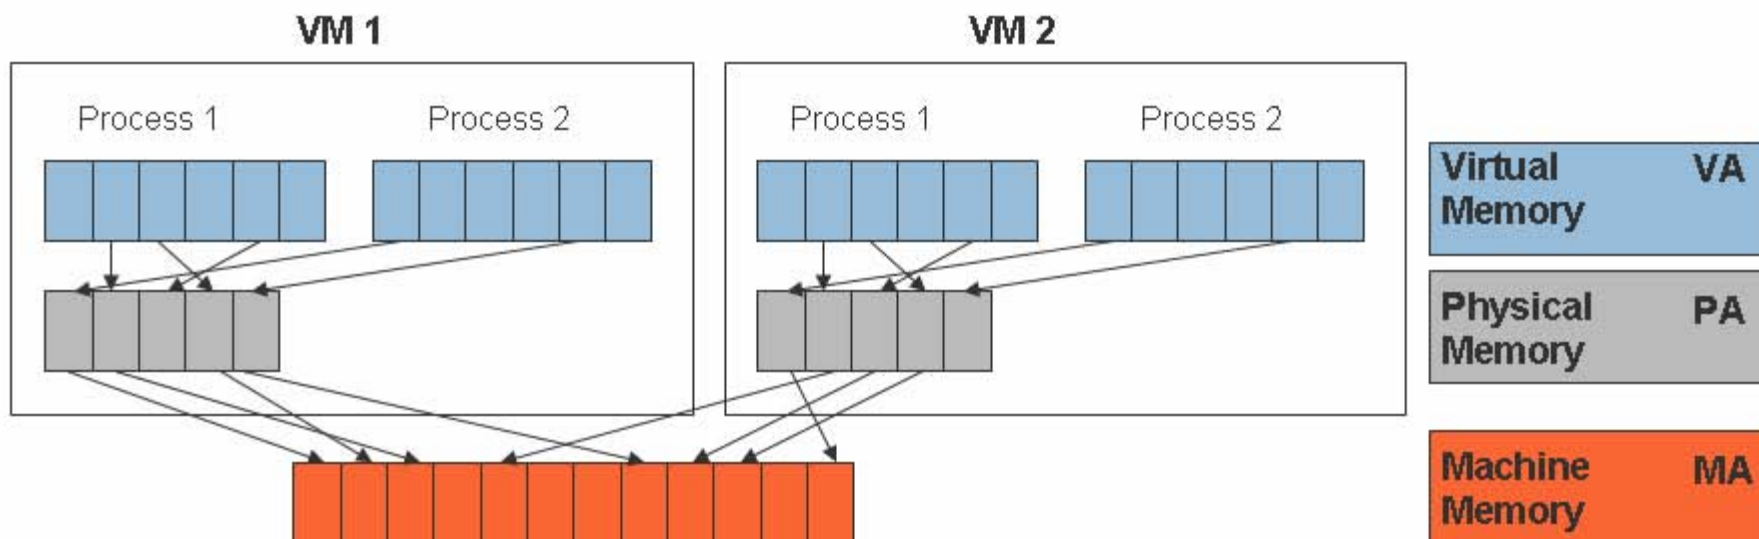 VM 1
VM 2
Process 1
Process 2
Process 1
Process 2
Virtual VA
Memory
Physical PA
Memory
Machine MA
Memory